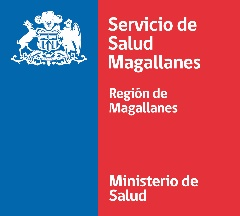 Servicio de
Salud
Magallanes
Región de
Magallanes
Ministerio de
Salud